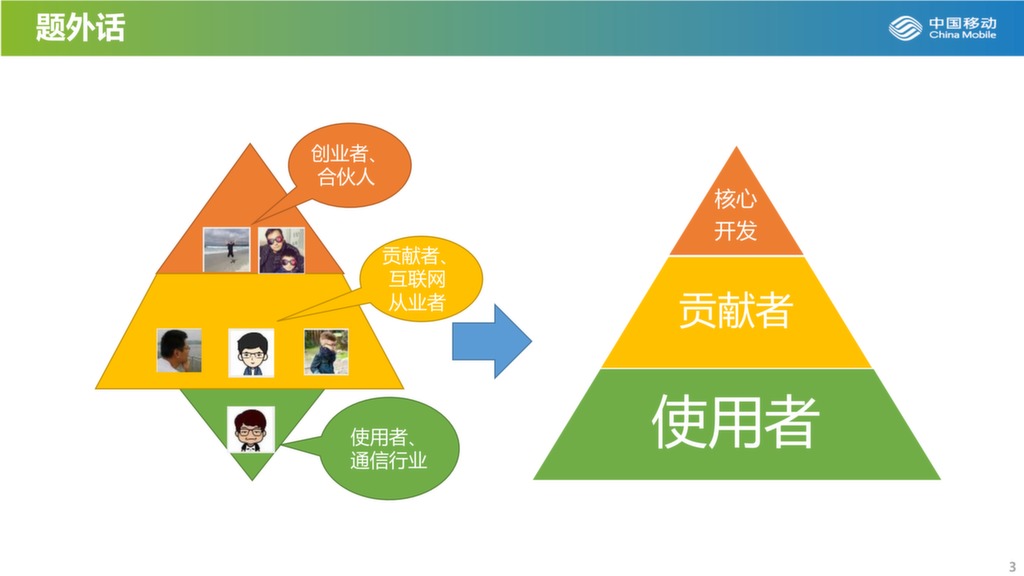 题外话
中国移动
China Mobile
创业者、
合伙人
贡献者、
互联网
从业者
使用者、
通信行业
核心
开发
贡献者
使用者
3